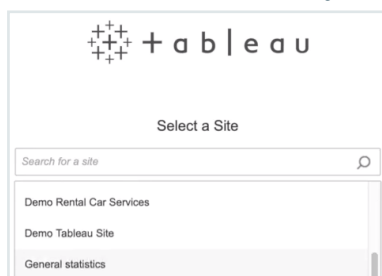 + a b l e a u
Select a Site
Search for a site
Demo Rental Car Services
Demo Tableau Site
General statistics